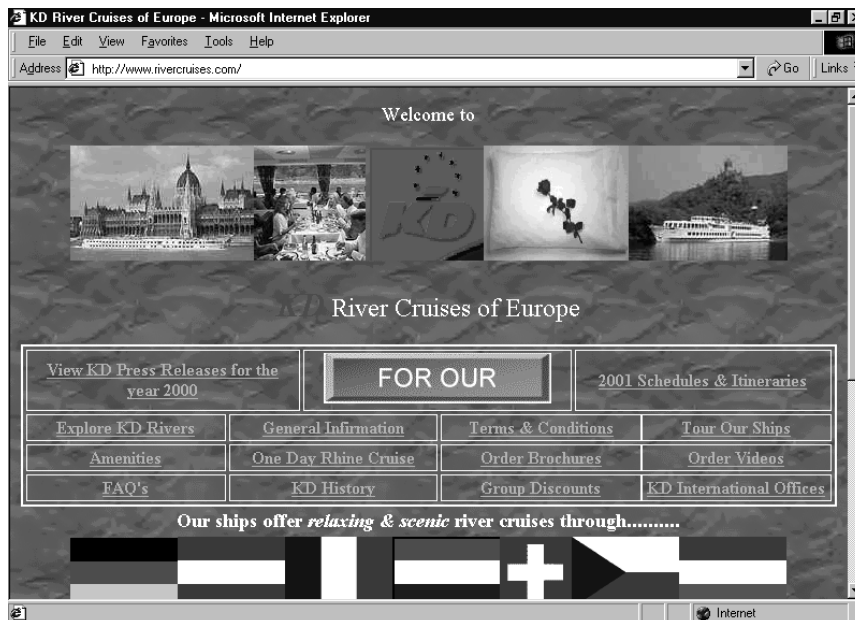 KD River Cruises of Europe - Microsoft Internet Explorer
File Edit View Favorites Tools Help
Address http://www.rivercruises.com/ Go Links
Welcome to
KD
KD River Cruises of Europe
View KD Press Releases for the
year 2000
FOR OUR
2001 Schedules & Itineraries
Explore KD Rivers General Infirmation Terms & Conditions Tour Our Ships
Amenities One Day Rhine Cruise Order Brochures Order Videos
FAQ's KD History Group Discounts KD International Offices
Our ships offer relaxing & scenic river cruises through..........
Internet